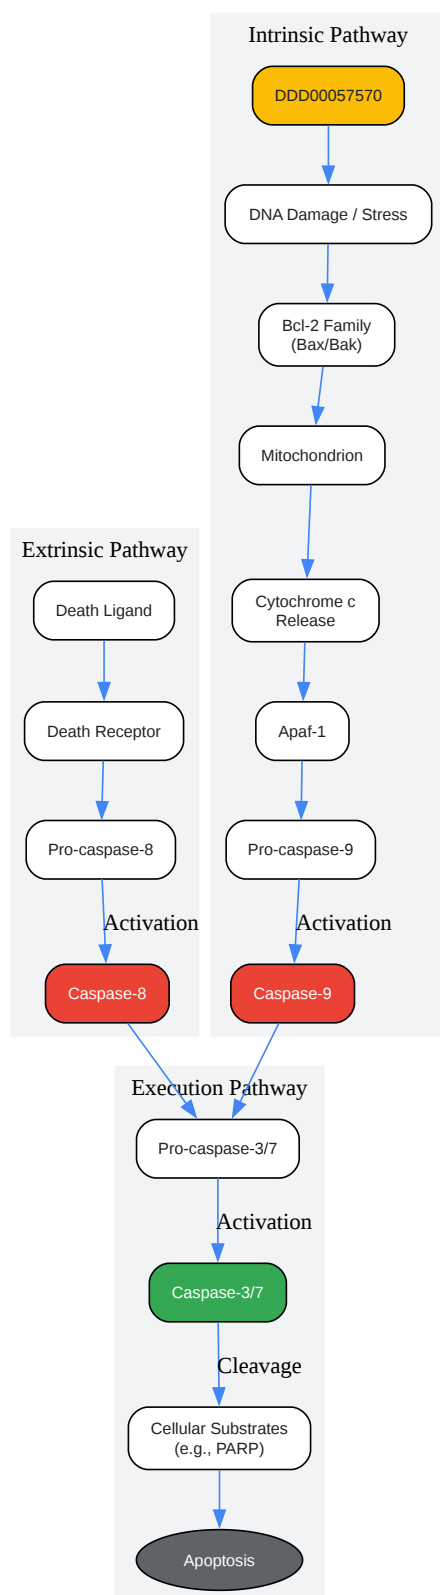 Intrinsic Pathway
DDD00057570
DNA Damage / Stress
Bcl-2 Family
(Bax/Bak)
Mitochondrion
Cytochrome c
Release
Apaf-1
Pro-caspase-9
Activation
Caspase-9
Extrinsic Pathway
Death Ligand
Death Receptor
Pro-caspase-8
Activation
Caspase-8
Execution Pathway
Pro-caspase-3/7
Activation
Caspase-3/7
Cleavage
Cellular Substrates
(e.g., PARP)
Apoptosis